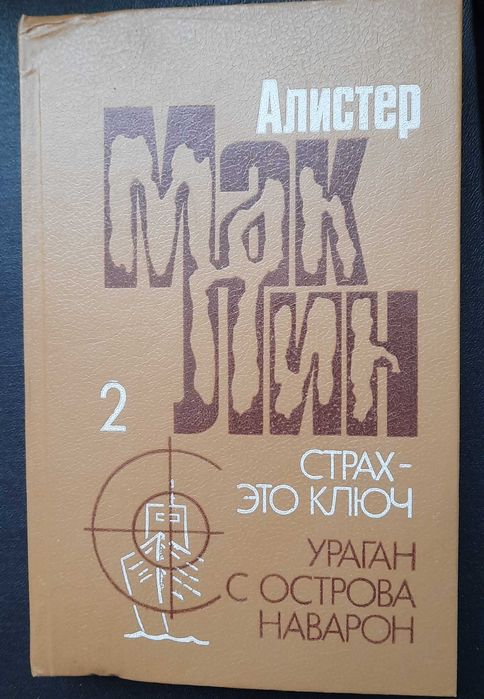 Алистер
Мак
Лин
2
СТРАХ-
ЭТО КЛЮЧ
УРАГАН
С ОСТРОВА
НАВАРОН